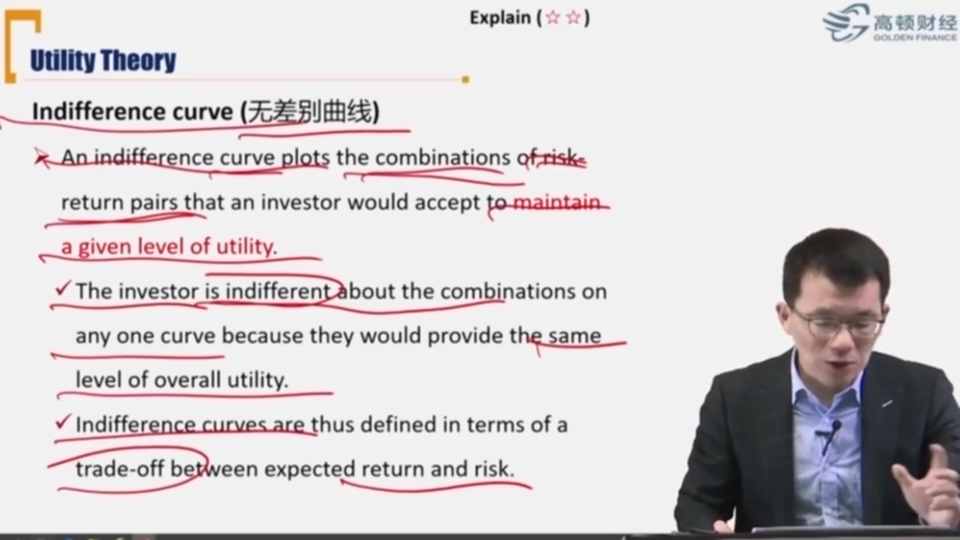 Explain (☆☆)
高顿财经
GOLDEN FINANCE
Utility Theory
Indifference curve (无差别曲线)
An indifference curve plots the combinations of risk-
return pairs that an investor would accept to maintain
a given level of utility.
The investor is indifferent about the combinations on
any one curve because they would provide the same
level of overall utility.
Indifference curves are thus defined in terms of a
trade-off between expected return and risk.